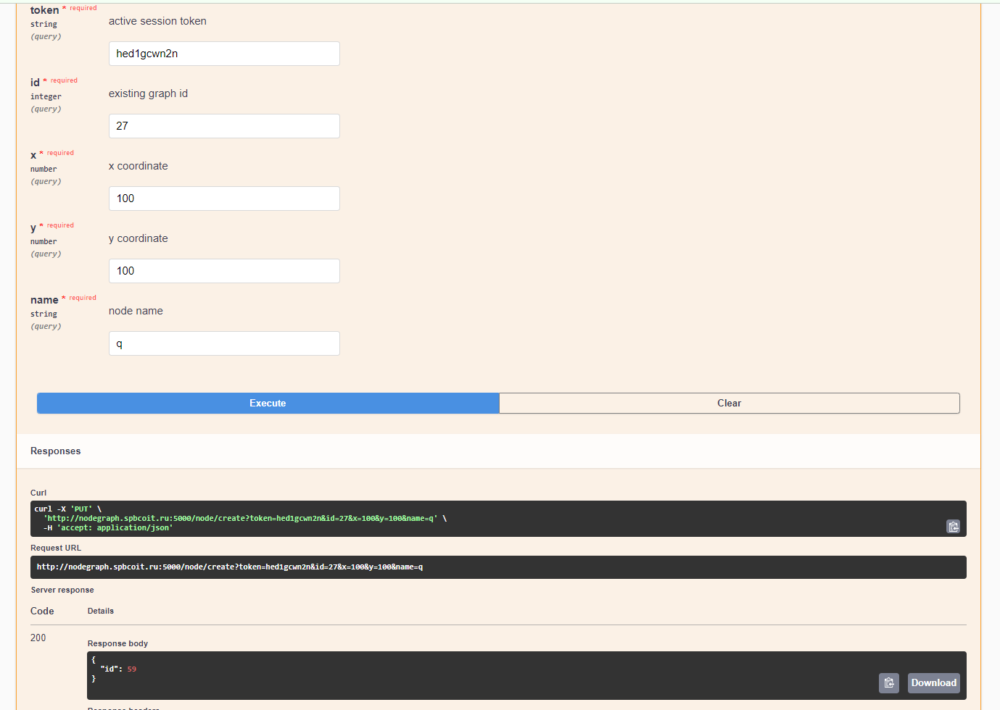 token * required
string
(query)
active session token
hed1gcwn2n
id * required
integer
(query)
existing graph id
27
x * required
number
(query)
x coordinate
100
y * required
number
(query)
y coordinate
100
name * required
string
(query)
node name
q
Execute
Clear
Responses
Curl
curl -X 'PUT' \
'http://nodegraph.spbcoit.ru:5000/node/create?token=hed1gcwn2n&id=27&x=100&y=100&name=q' \
-H 'accept: application/json'
Request URL
http://nodegraph.spbcoit.ru:5000/node/create?token=hed1gcwn2n&id=27&x=100&y=100&name=q
Server response
Code Details
200
Response body
{
"id": 59
}
Download
Response headers